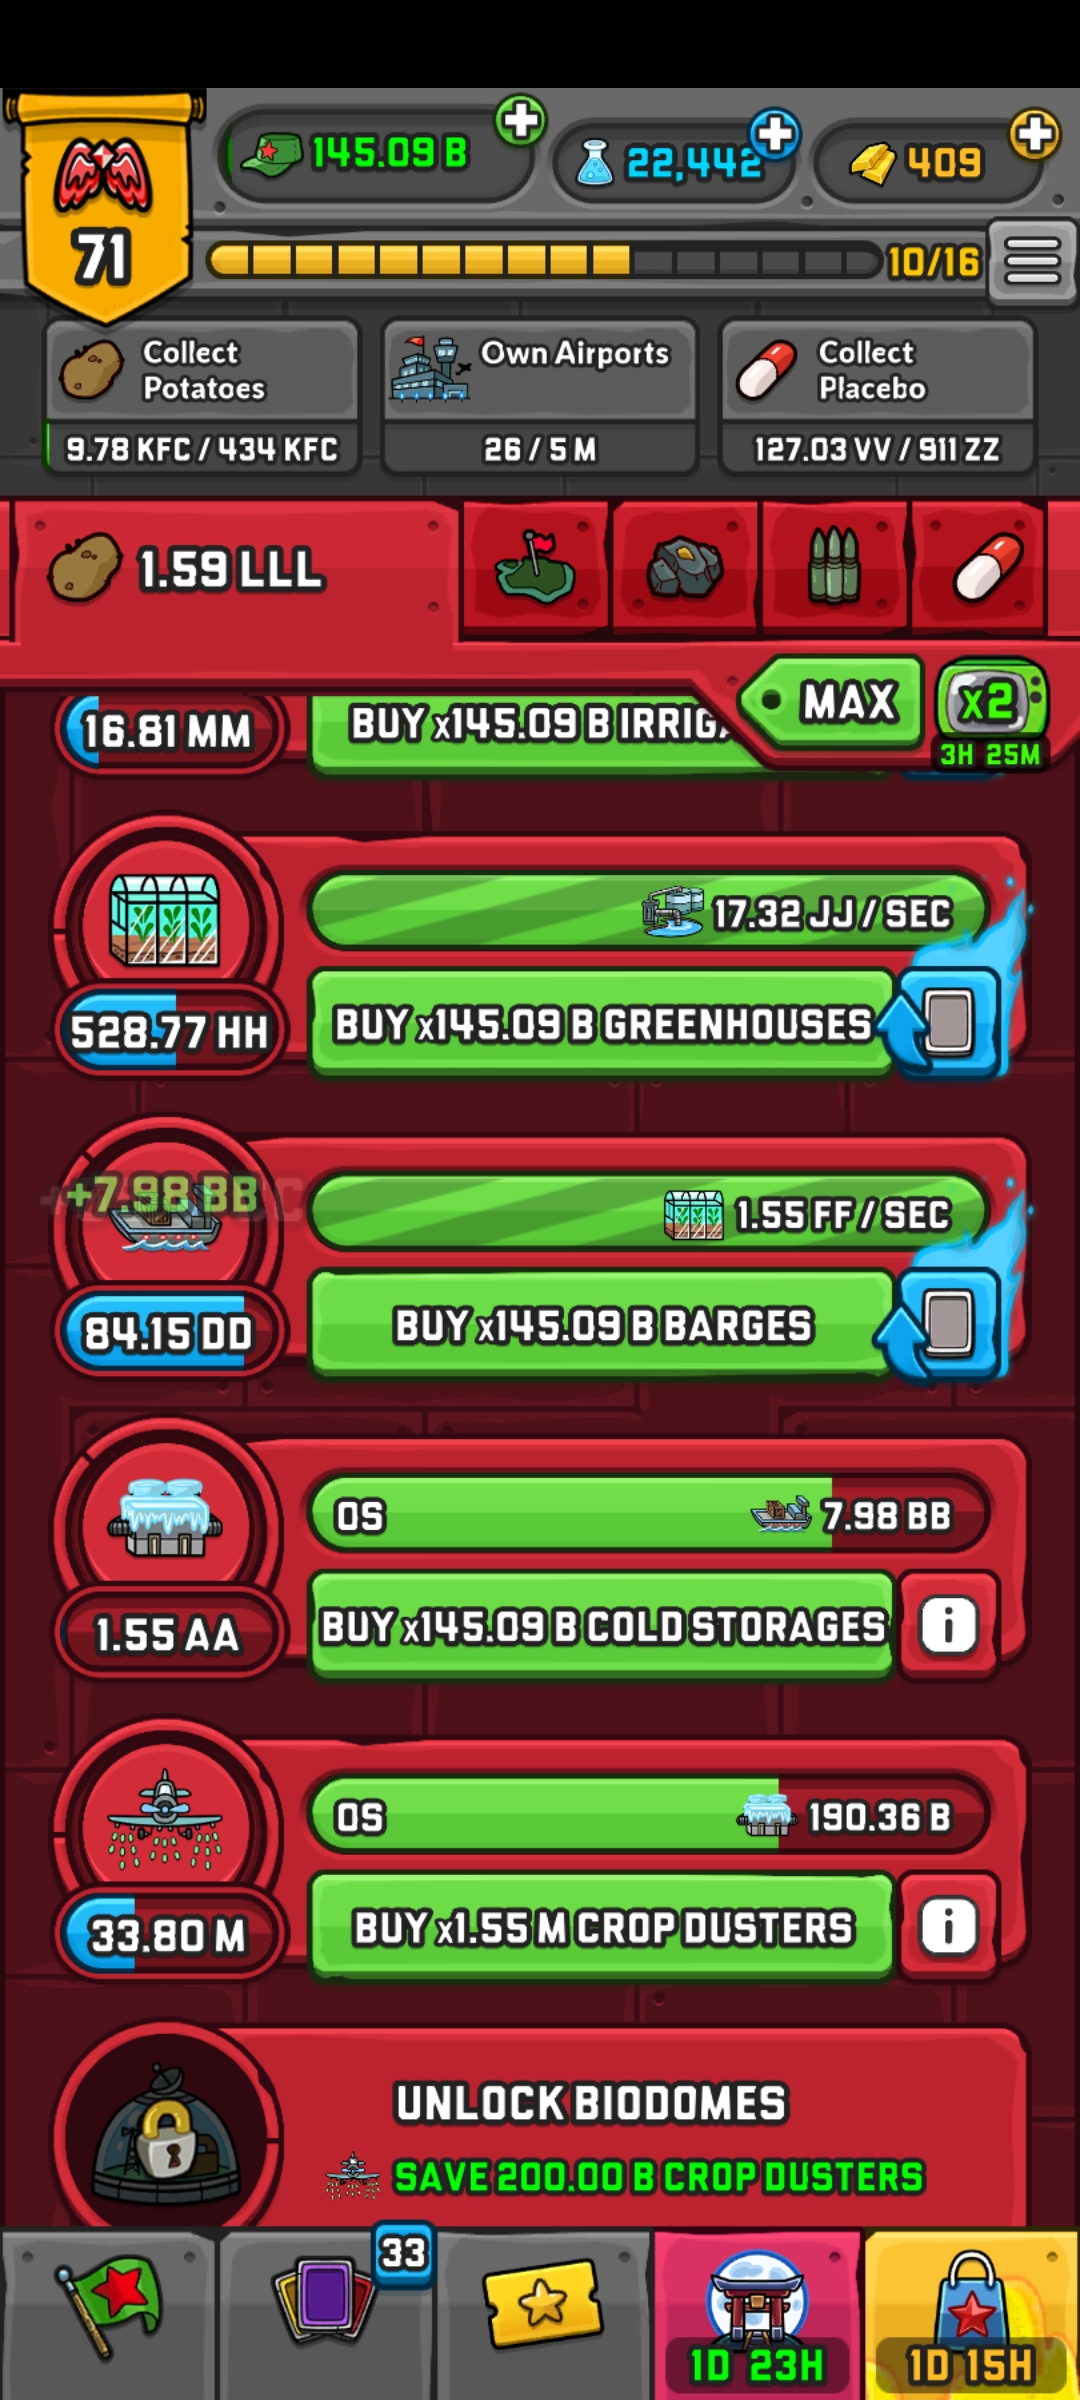 71
145.09 B
22,442
409
10/16
Collect
Potatoes
9.78 KFC / 434 KFC
Own Airports
26 / 5 M
Collect
Placebo
127.03 VV / 911 ZZ
1.59 LLL
MAX
x2
3H 25M
16.81 MM
BUY x145.09 B
528.77 HH
17.32 JJ / SEC
BUY x145.09 B GREENHOUSES
+7.98 BB
84.15 DD
1.55 FF / SEC
BUY x145.09 B BARGES
1.55 AA
0S
7.98 BB
BUY x145.09 B COLD STORAGES
i
33.80 M
0S
190.36 B
BUY x1.55 M CROP DUSTERS
i
UNLOCK BIODOMES
SAVE 200.00 B CROP DUSTERS
33
1D 23H
1D 15H